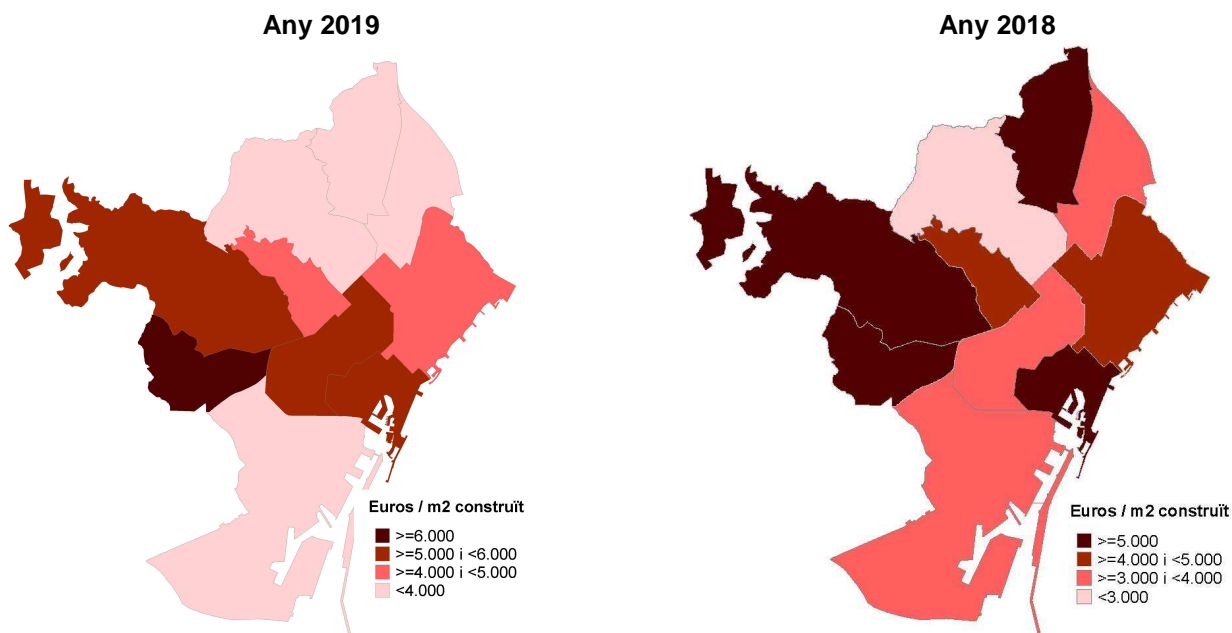 Any 2019
Euros / m2 construït
>=6.000
>=5.000 i <6.000
>=4.000 i <5.000
<4.000
Any 2018
Euros / m2 construït
>=5.000
>=4.000 i <5.000
>=3.000 i <4.000
<3.000